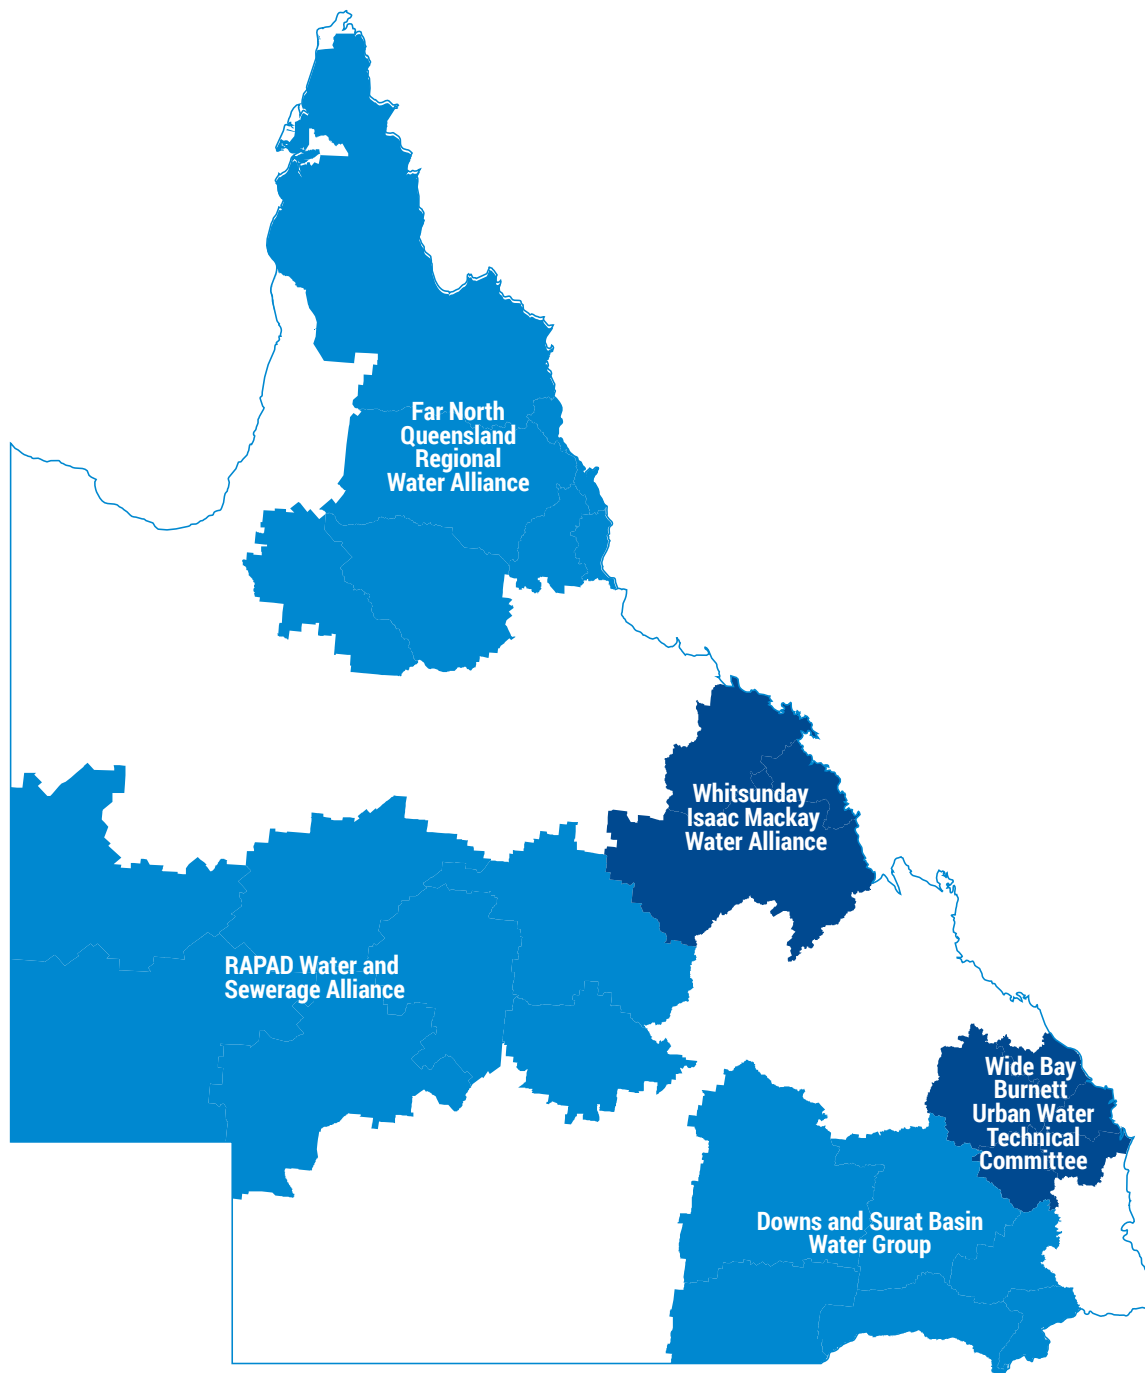 Far North
Queensland
Regional
Water Alliance
Whitsunday
Isaac Mackay
Water Alliance
RAPAD Water and
Sewerage Alliance
Wide Bay
Burnett
Urban Water
Technical
Committee
Downs and Surat Basin
Water Group